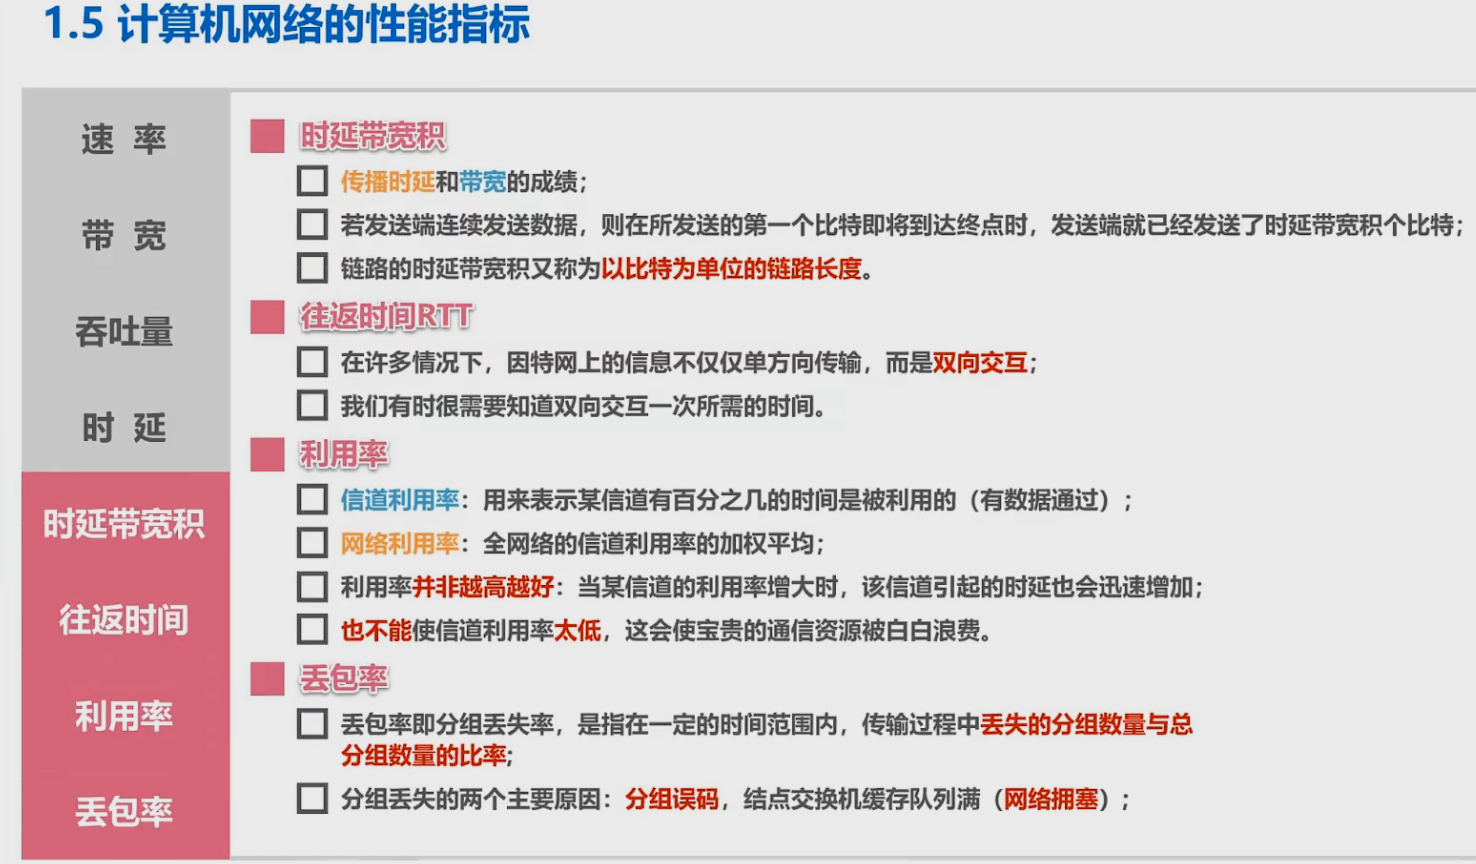 1.5 计算机网络的性能指标
速 率
带 宽
吞吐量
时 延
时延带宽积
往返时间
利用率
丢包率
时延带宽积
传播时延和带宽的成绩；
若发送端连续发送数据，则在所发送的第一个比特即将到达终点时，发送端就已经发送了时延带宽积个比特；
链路的时延带宽积又称为以比特为单位的链路长度。
往返时间RTT
在许多情况下，因特网上的信息不仅仅单方向传输，而是双向交互；
我们有时很需要知道双向交互一次所需的时间。
利用率
信道利用率：用来表示某信道有百分之几的时间是被利用的（有数据通过）；
网络利用率：全网络的信道利用率的加权平均；
利用率并非越高越好：当某信道的利用率增大时，该信道引起的时延也会迅速增加；
也不能使信道利用率太低，这会使宝贵的通信资源被白白浪费。
丢包率
丢包率即分组丢失率，是指在一定的时间范围内，传输过程中丢失的分组数量与总
分组数量的比率；
分组丢失的两个主要原因：分组误码，结点交换机缓存队列满（网络拥塞）；